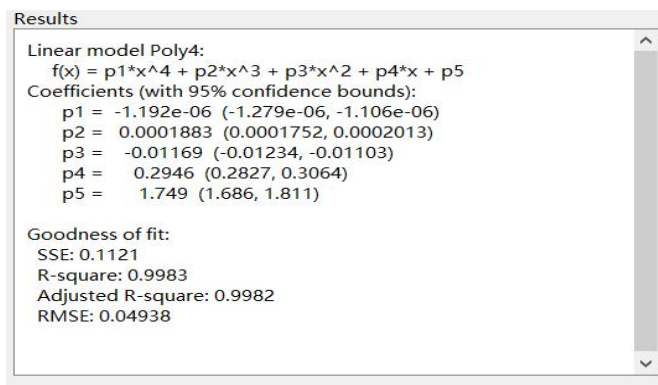 Results
Linear model Poly4:
f(x) = p1*x^4 + p2*x^3 + p3*x^2 + p4*x + p5
Coefficients (with 95% confidence bounds):
p1 = -1.192e-06 (-1.279e-06, -1.106e-06)
p2 = 0.0001883 (0.0001752, 0.0002013)
p3 = -0.01169 (-0.01234, -0.01103)
p4 = 0.2946 (0.2827, 0.3064)
p5 = 1.749 (1.686, 1.811)
Goodness of fit:
SSE: 0.1121
R-square: 0.9983
Adjusted R-square: 0.9982
RMSE: 0.04938